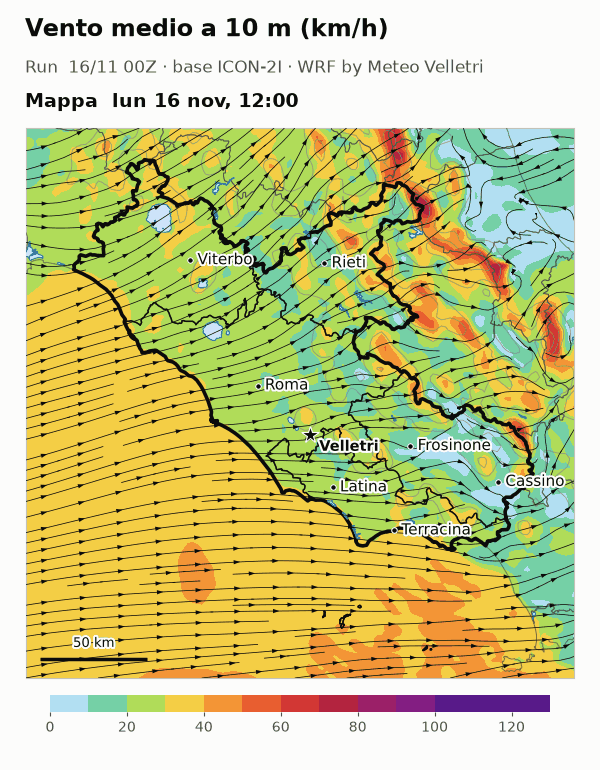 Vento medio a 10 m (km/h)
Run  16/11 00Z · base ICON-2I · WRF by Meteo Velletri
Mappa  lun 16 nov, 12:00
Viterbo
Rieti
Roma
Velletri
Frosinone
Latina
Cassino
Terracina
50 km
0 20 40 60 80 100 120